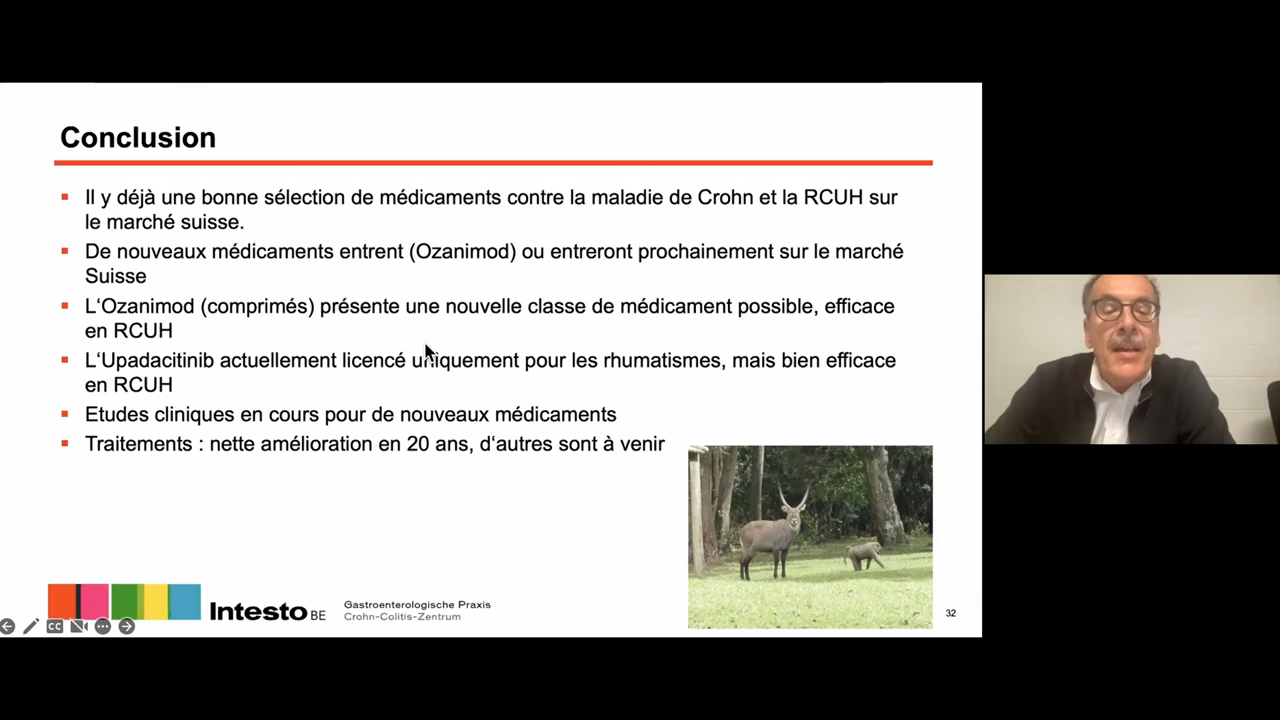 Conclusion
Il y déjà une bonne sélection de médicaments contre la maladie de Crohn et la RCUH sur
le marché suisse.
De nouveaux médicaments entrent (Ozanimod) ou entreront prochainement sur le marché
Suisse
L‘Ozanimod (comprimés) présente une nouvelle classe de médicament possible, efficace
en RCUH
L‘Upadacitinib actuellement licencé uniquement pour les rhumatismes, mais bien efficace
en RCUH
Etudes cliniques en cours pour de nouveaux médicaments
Traitements : nette amélioration en 20 ans, d‘autres sont à venir
Intesto BE
Gastroenterologische Praxis
Crohn-Colitis-Zentrum
32
CC